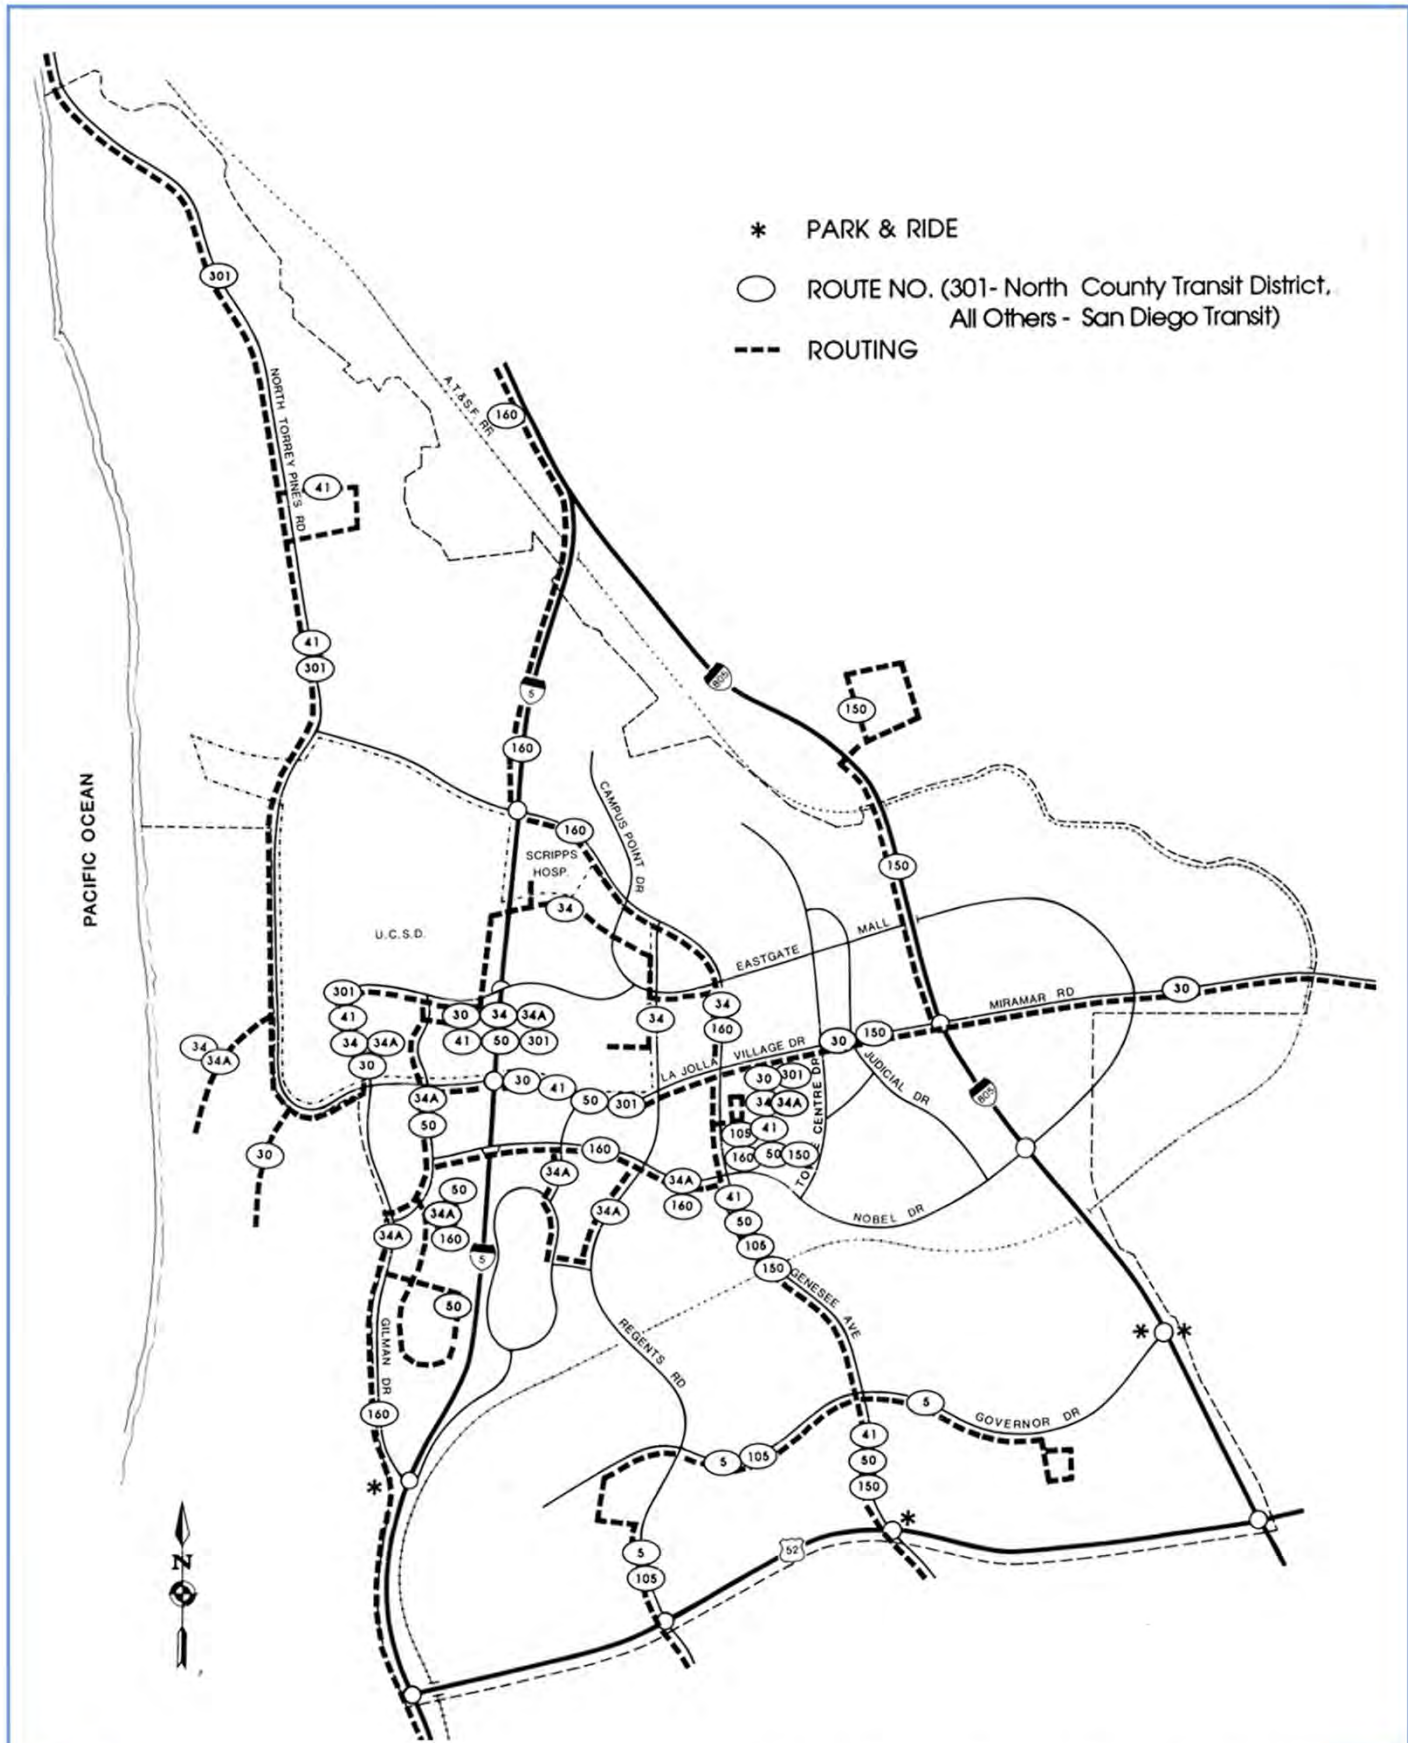 * PARK & RIDE
ROUTE NO. (301- North County Transit District,
All Others - San Diego Transit)
ROUTING
301
NORTH TORREY PINES RD
A.T.&S.F. RR
160
41
41
301
5
805
150
160
PACIFIC OCEAN
CAMPUS POINT DR
160
SCRIPPS
HOSP.
150
34
U.C.S.D.
EASTGATE MALL
301
30 34 34A
41
41 50 301
34 34A
30
34
34A
34
34
160
MIRAMAR RD
30
LA JOLLA VILLAGE DR
30
150
JUDICIAL DR
805
30
41
50
301
30 301
34 34A
105 41
160 50 150
TOWNE CENTRE DR
34A
50
30
160
34A
34A
160
50
34A
160
34A
34A
41
50
105
150
NOBEL DR
5
50
GENESEE AVE
GILMAN DR
REGENTS RD
* *
160
5
GOVERNOR DR
5
105
41
50
150
*
*
5
105
52
N